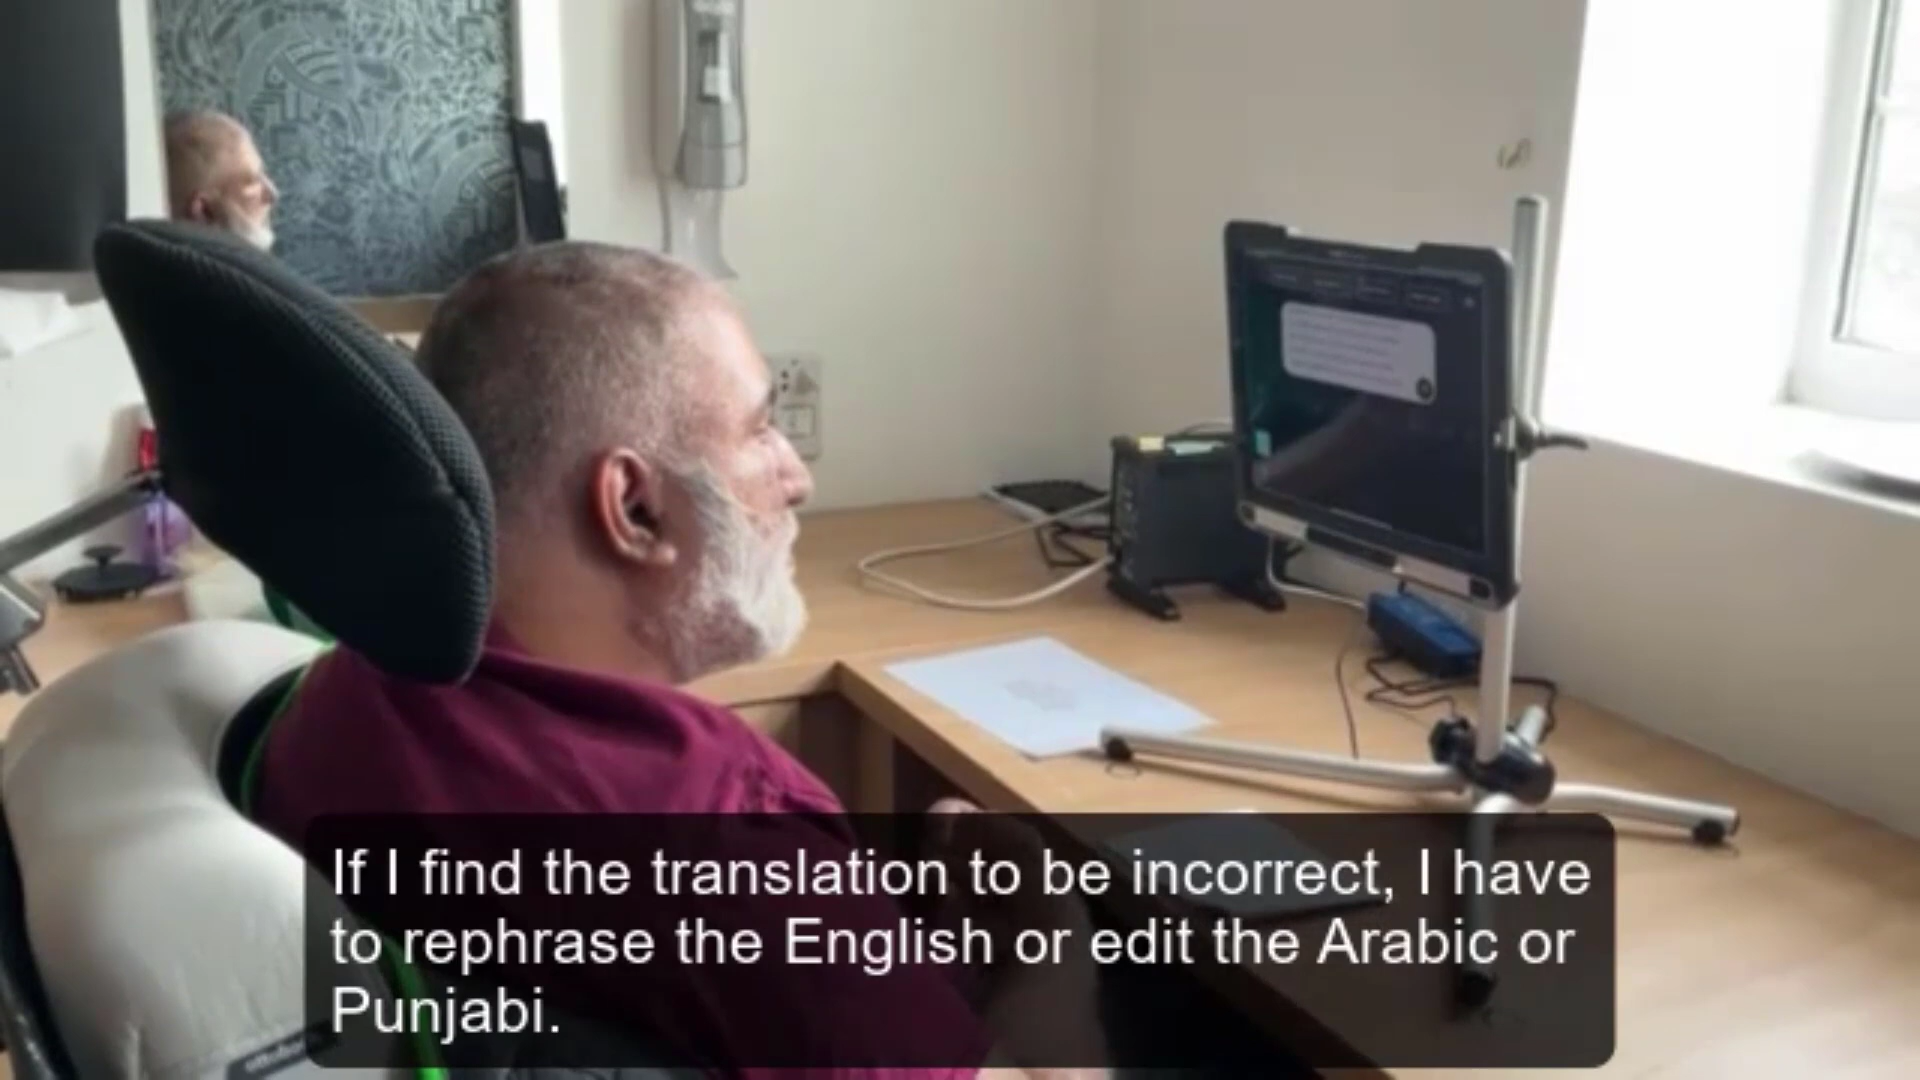 If I find the translation to be incorrect, I have
to rephrase the English or edit the Arabic or
Punjabi.